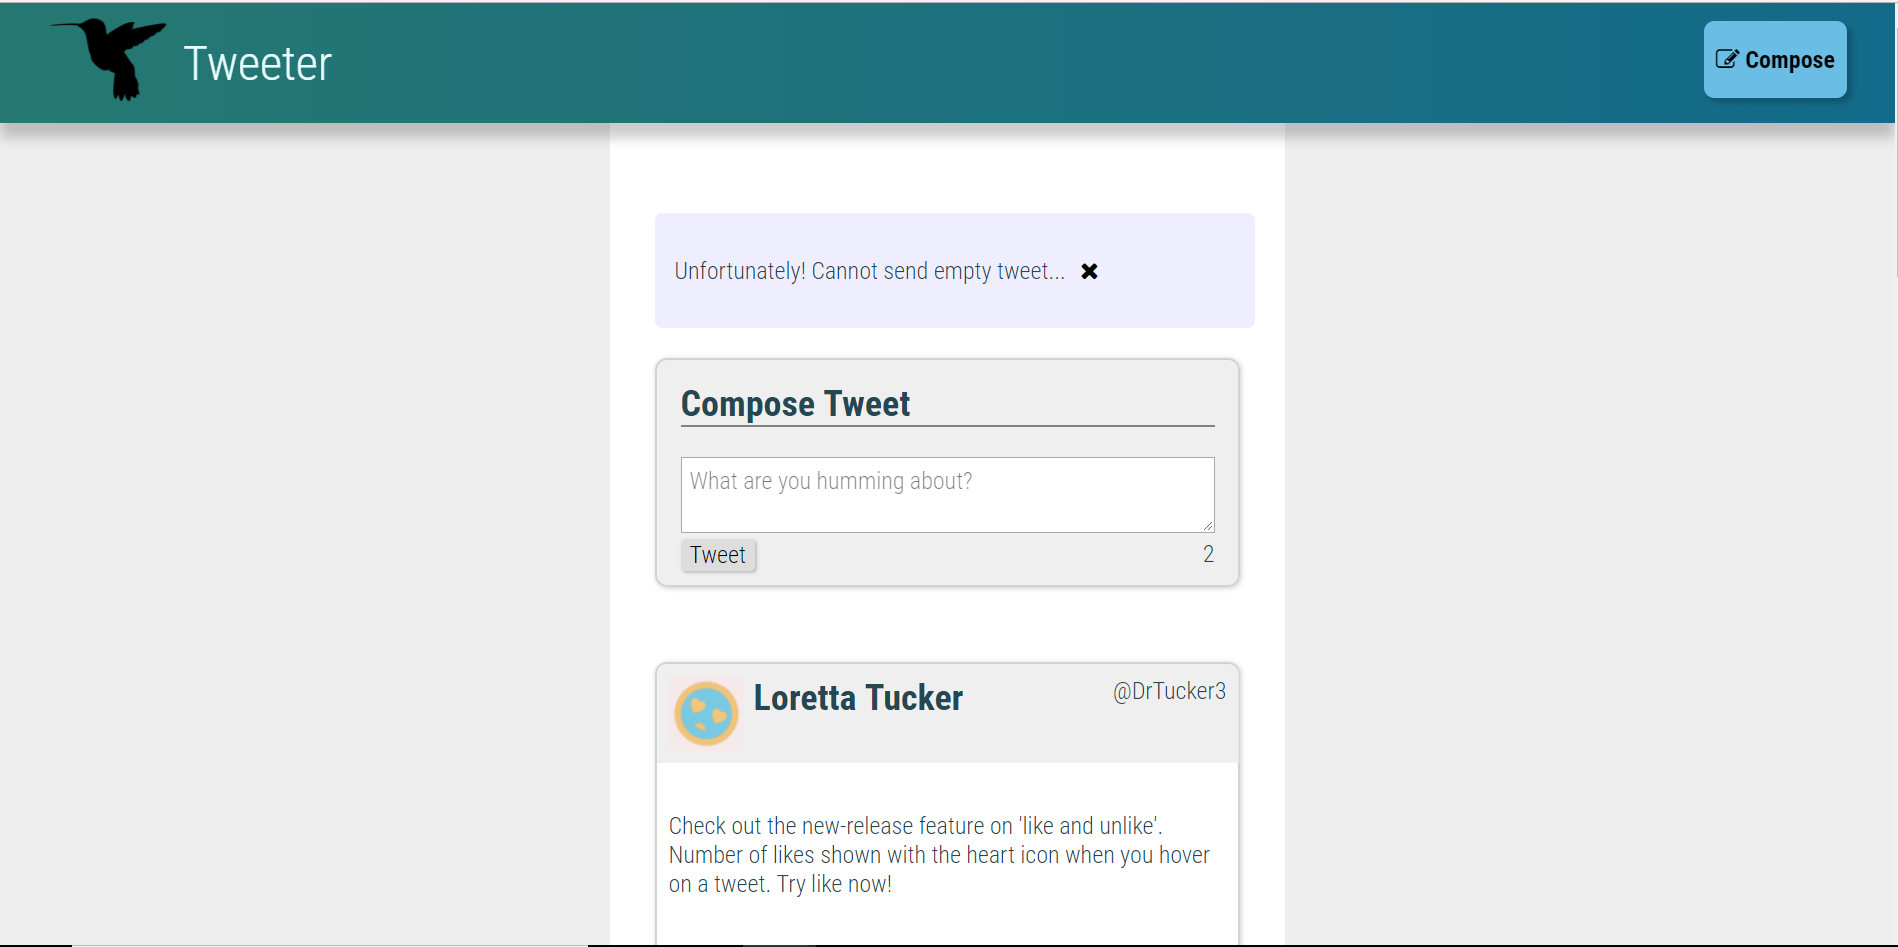 Tweeter
Compose
Unfortunately! Cannot send empty tweet...
Compose Tweet
What are you humming about?
Tweet
2
Loretta Tucker
@DrTucker3
Check out the new-release feature on 'like and unlike'.
Number of likes shown with the heart icon when you hover
on a tweet. Try like now!